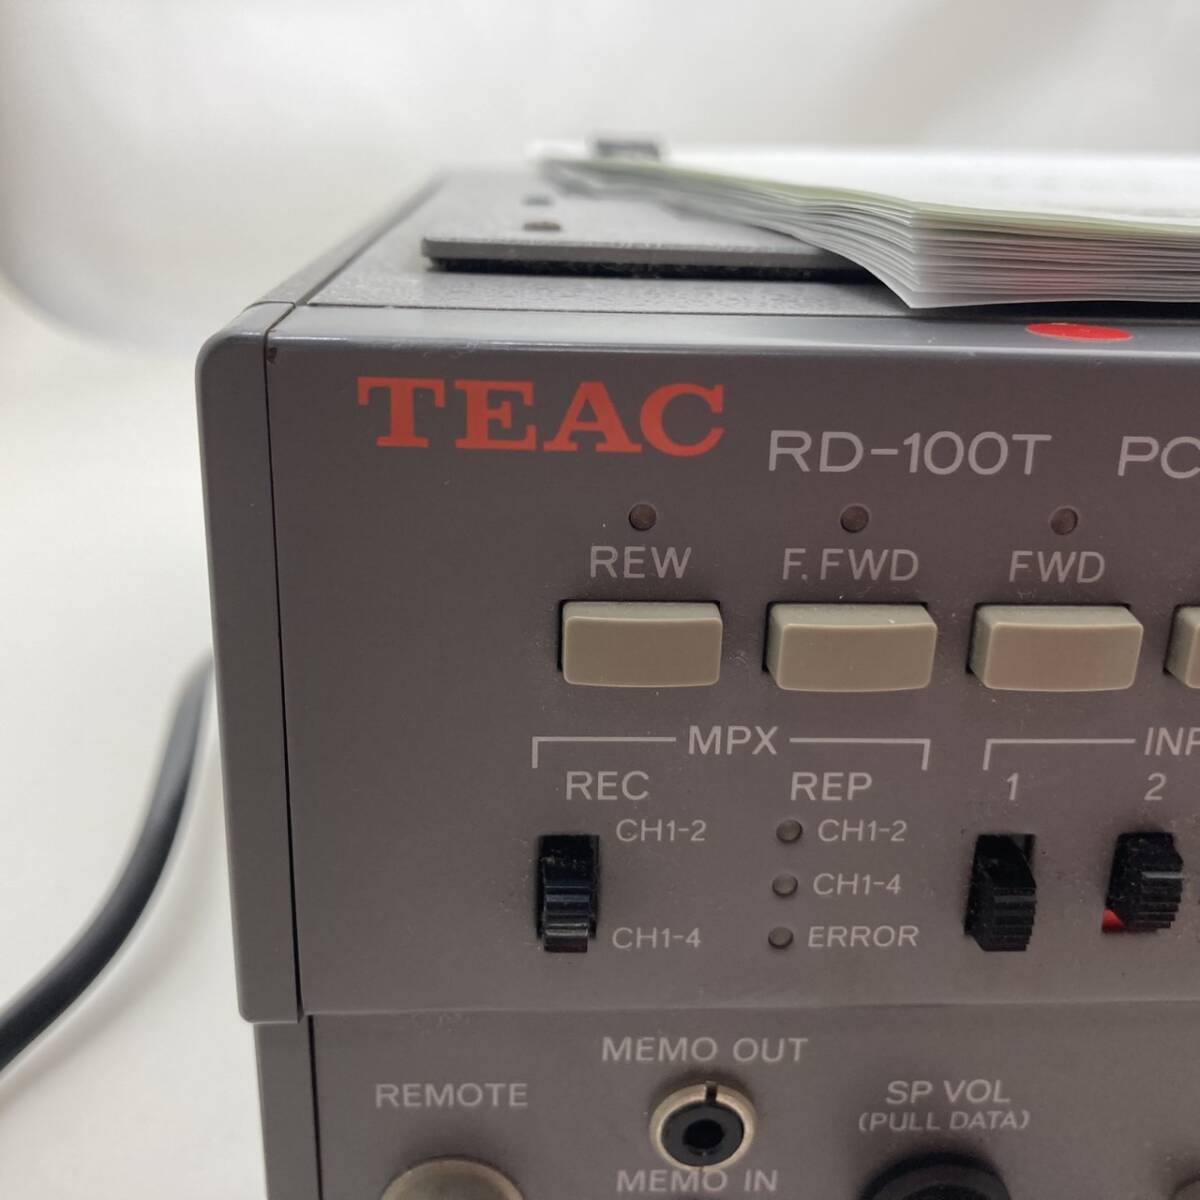 TEAC RD-100T PC
REW F. FWD FWD
MPX
REC REP 1 2
CH1-2 CH1-2
CH1-4
CH1-4 ERROR
MEMO OUT
REMOTE SP VOL
(PULL DATA)
MEMO IN